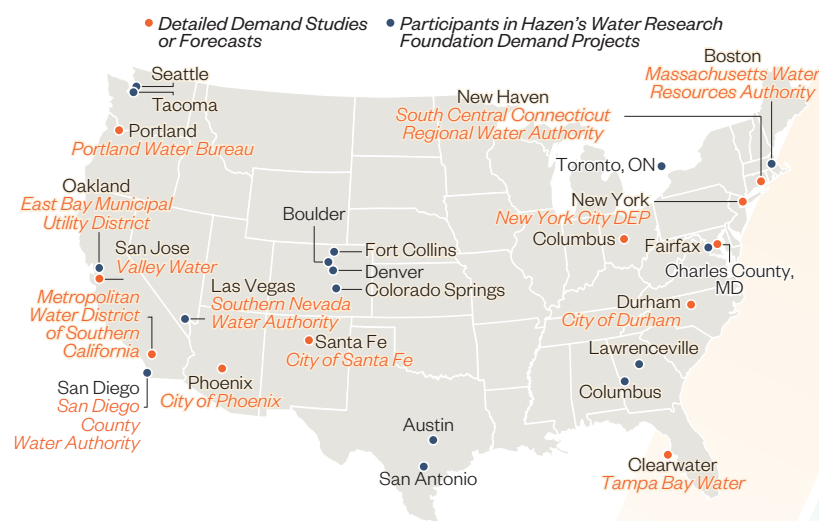 Detailed Demand Studies
or Forecasts
Participants in Hazen's Water Research
Foundation Demand Projects
Seattle
Tacoma
Portland
Portland Water Bureau
Oakland
East Bay Municipal
Utility District
San Jose
Valley Water
Metropolitan
Water District
of Southern
California
San Diego
San Diego
County
Water Authority
Las Vegas
Southern Nevada
Water Authority
Phoenix
City of Phoenix
Santa Fe
City of Santa Fe
Boulder
Fort Collins
Denver
Colorado Springs
Austin
San Antonio
New Haven
South Central Connecticut
Regional Water Authority
Boston
Massachusetts Water
Resources Authority
Toronto, ON
New York
New York City DEP
Columbus
Fairfax
Charles County,
MD
Durham
City of Durham
Lawrenceville
Columbus
Clearwater
Tampa Bay Water